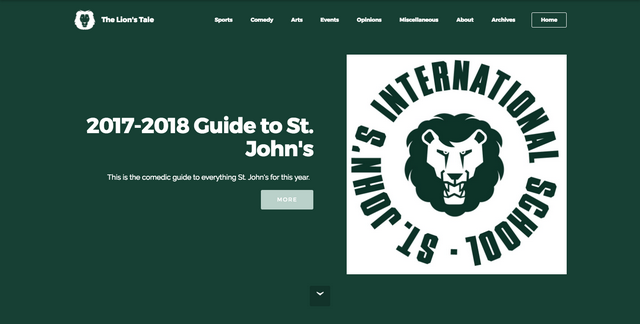 The Lion's Tale
Sports Comedy Arts Events Opinions Miscellaneous About Archives Home
2017-2018 Guide to St.
John's
This is the comedic guide to everything St. John's for this year.
MORE
ST. JOHN'S INTERNATIONAL SCHOOL ·